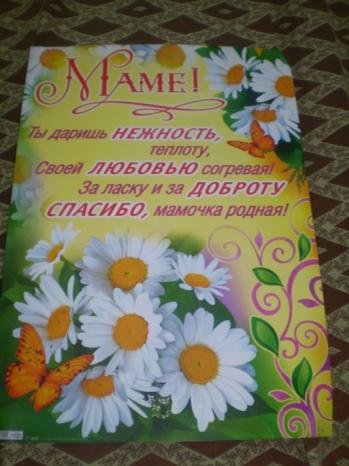 МАМЕ!
Ты даришь НЕЖНОСТЬ,
теплоту,
Своей ЛЮБОВЬЮ согревая!
За ласку и за ДОБРОТУ
СПАСИБО, мамочка родная!